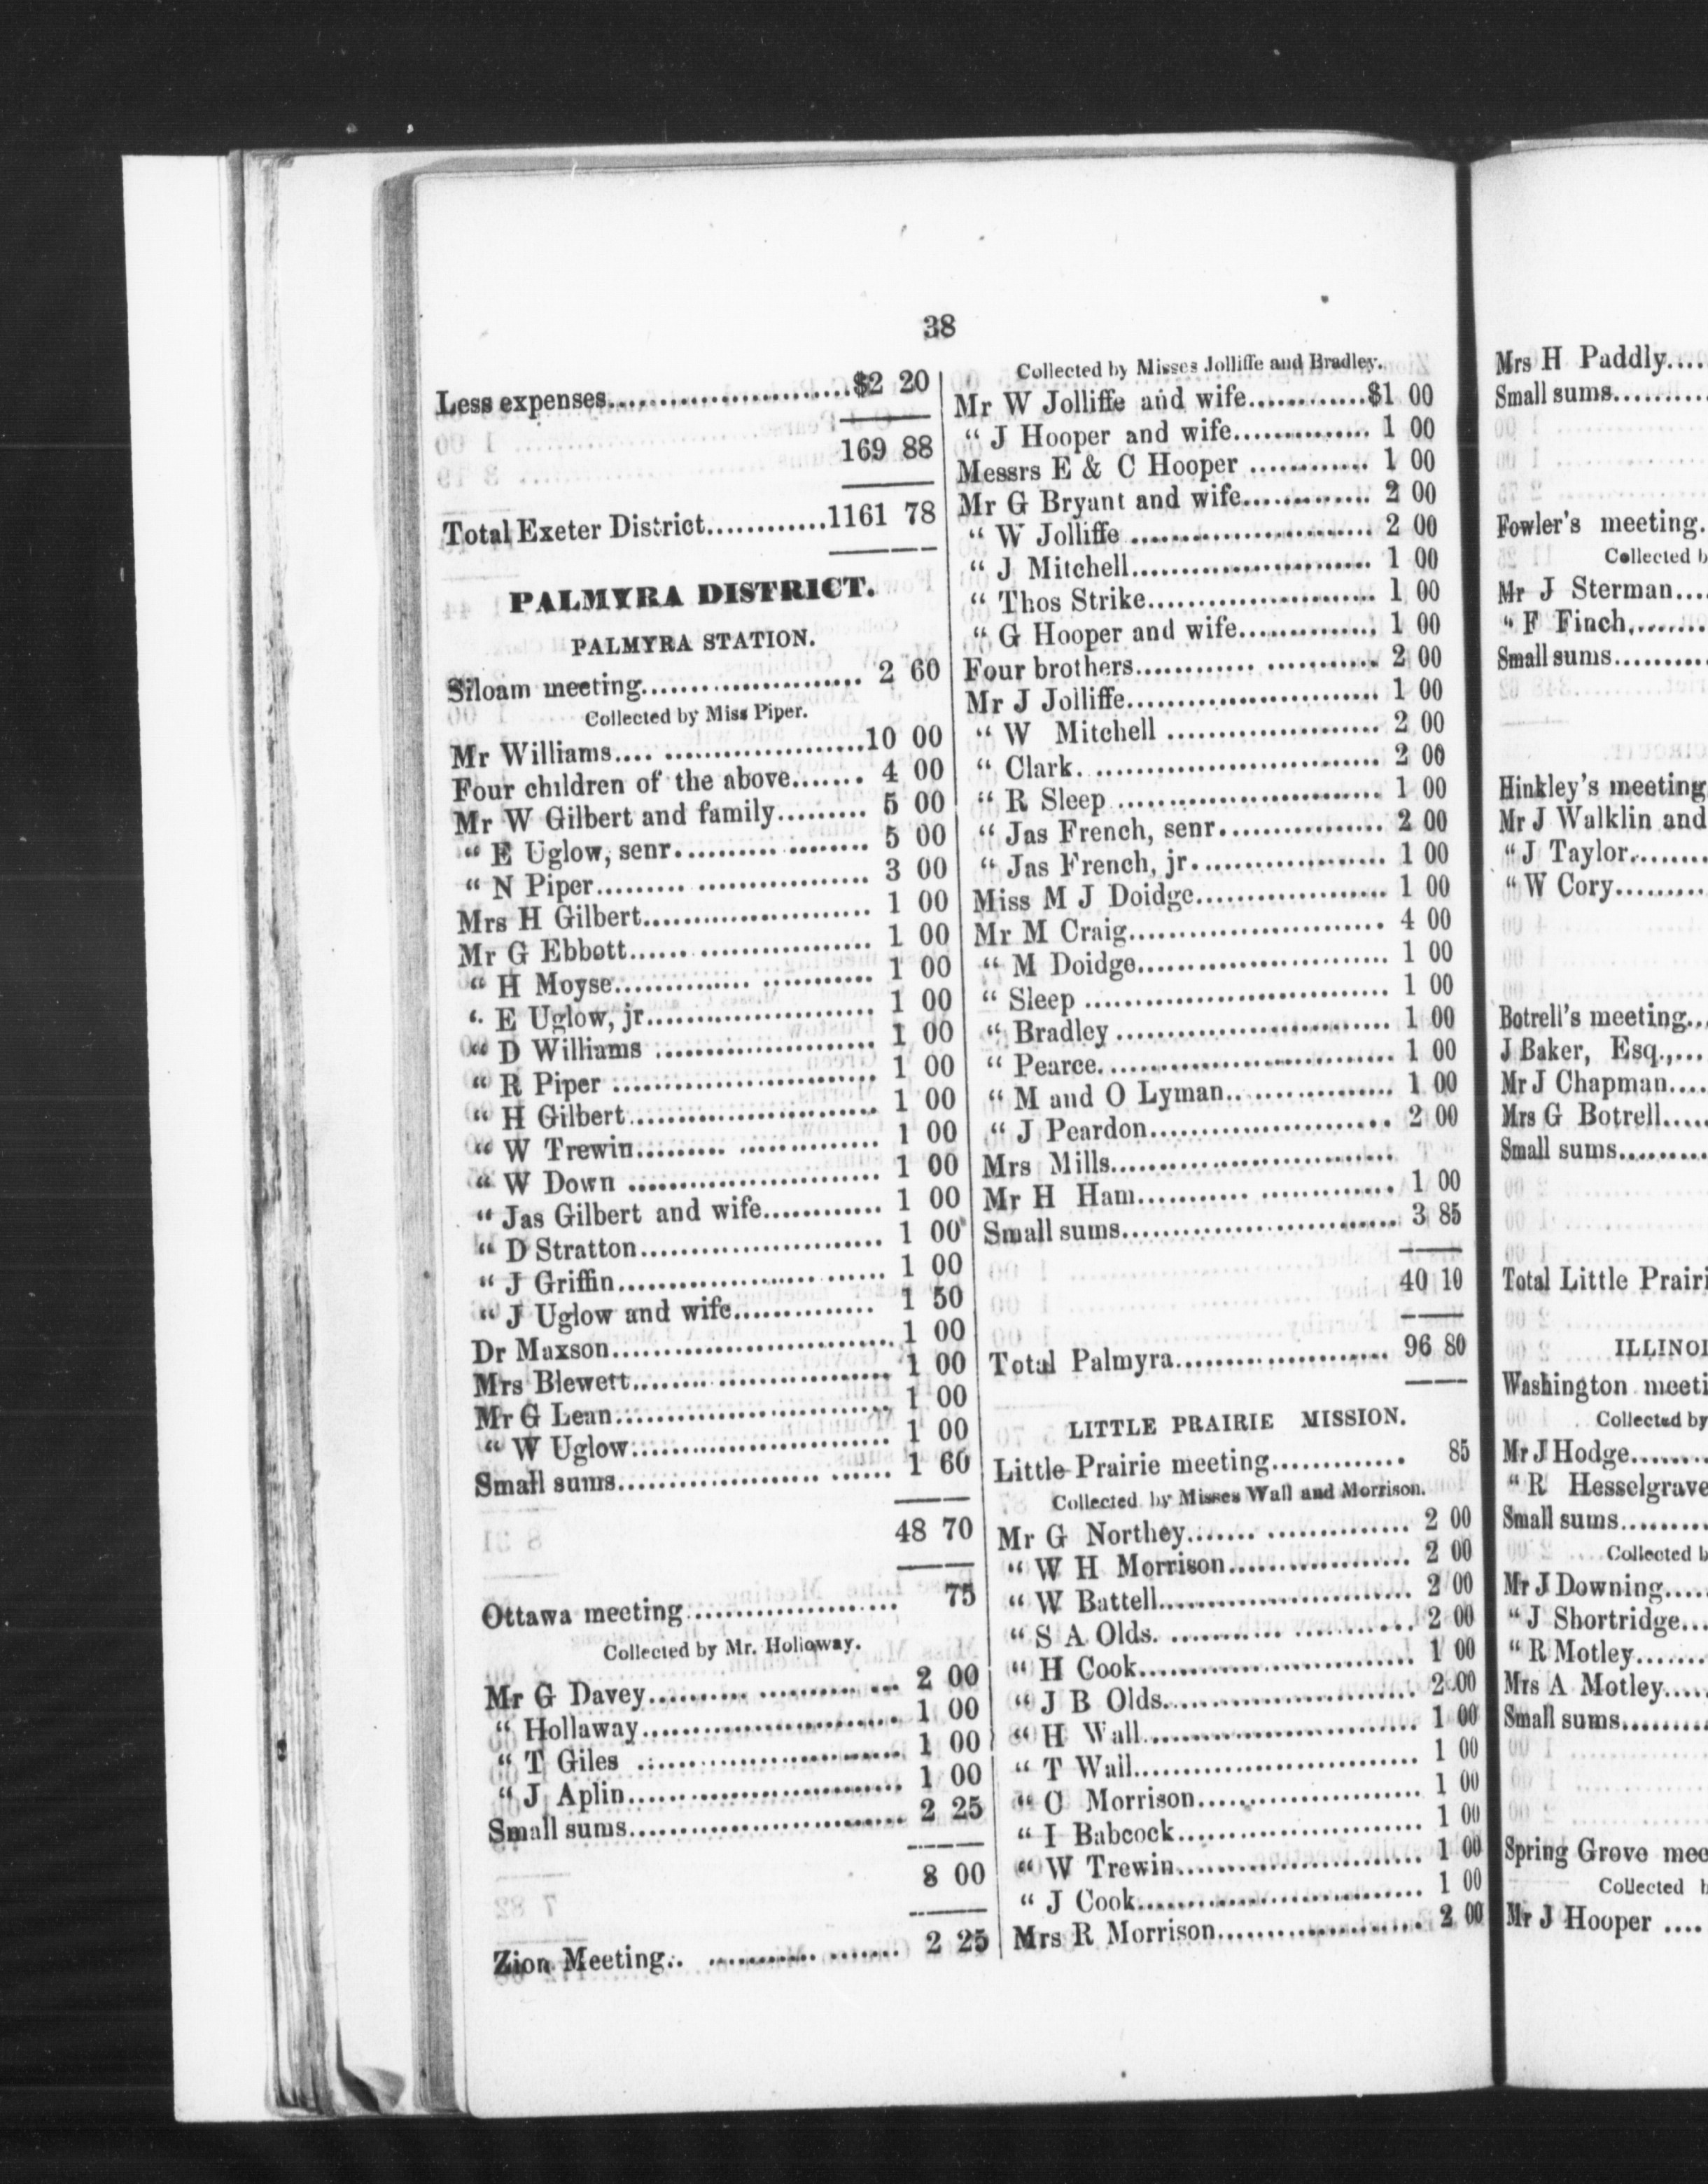 38
Less expenses.........................$2 20
169 88
Total Exeter District............1161 78
PALMYRA DISTRICT.
PALMYRA STATION.
Siloam meeting...................... 2 60
Collected by Miss Piper.
Mr Williams.... ......................10 00
Four children of the above....... 4 00
Mr W Gilbert and family......... 5 00
“ E Uglow, senr.......... ........ 5 00
“ N Piper......... ................. 3 00
Mrs H Gilbert....................... 1 00
Mr G Ebbott...... .................. 1 00
“ H Moyse.............. ........... 1 00
“ E Uglow, jr....................... 1 00
“ D Williams ...................... 1 00
“ R Piper ........................... 1 00
“ H Gilbert......................... 1 00
“ W Trewin......... .............. 1 00
“ W Down ......................... 1 00
“ Jas Gilbert and wife............ 1 00
“ D Stratton........................ 1 00
“ J Griffin..................... ...... 1 00
“ J Uglow and wife.............. 1 50
Dr Maxson............................1 00
Mrs Blewett........ .................. 1 00
Mr G Lean........................... 1 00
“ W Uglow.......................... 1 00
Small sums.................... ...... 1 60
48 70
Ottawa meeting..................... 75
Collected by Mr. Holloway.
Mr G Davey.......... .......... ... 2 00
“ Hollaway.......................... 1 00
“ T Giles ........................... 1 00
“ J Aplin............................ 1 00
Small sums............................ 2 25
8 00
Zion Meeting.. ........... ....... 2 25
Collected by Misses Jolliffe and Bradley.
Mr W Jolliffe and wife............$1 00
“ J Hooper and wife.............. 1 00
Messrs E & C Hooper ............ 1 00
Mr G Bryant and wife............. 2 00
“ W Jolliffe ........................ 2 00
“ J Mitchell........................ 1 00
“ Thos Strike....................... 1 00
“ G Hooper and wife.............. 1 00
Four brothers............ ........... 2 00
Mr J Jolliffe......................... 1 00
“ W Mitchell ..................... 2 00
“ Clark. ............................ 2 00
“ R Sleep .......................... 1 00
“ Jas French, senr................. 2 00
“ Jas French, jr.................... 1 00
Miss M J Doidge................... 1 00
Mr M Craig.......................... 4 00
“ M Doidge......................... 1 00
“ Sleep .............................. 1 00
“ Bradley ........................... 1 00
“ Pearce.............................. 1 00
“ M and O Lyman.. .............. 1 00
“ J Peardon........................ 2 00
Mrs Mills............................
Mr H Ham........... ............. 1 00
Small sums........................... 3 85
40 10
Total Palmyra..................... 96 80
LITTLE PRAIRIE MISSION.
Little Prairie meeting............. 85
Collected by Misses Wall and Morrison.
Mr G Northey....... .............. 2 00
“ W H Morrison.................. 2 00
“ W Battell......................... 2 00
“ S A Olds. ........... ............ 2 00
“ H Cook........................... 1 00
“ J B Olds......................... 2 00
“ H Wall........................... 1 00
“ T Wall............................ 1 00
“ C Morrison...................... 1 00
“ I Babcock........................ 1 00
“ W Trewin........................ 1 00
“ J Cook............................ 1 00
Mrs R Morrison.................... 2 00
Mrs H Paddly....
Small sums.........
Fowler's meeting.
Collected b
Mr J Sterman....
“ F Finch........
Small sums.........
Hinkley's meeting
Mr J Walklin and
“ J Taylor........
“ W Cory.........
Botrell's meeting...
J Baker, Esq.,...
Mr J Chapman....
Mrs G Botrell.....
Small sums.........
Total Little Prairi
ILLINOI
Washington meeti
Collected by
Mr J Hodge........
“ R Hesselgrave
Small sums.........
Collected b
Mr J Downing....
“ J Shortridge...
“ R Motley.......
Mrs A Motley.....
Small sums.........
Spring Grove mee
Collected b
Mr J Hooper ....